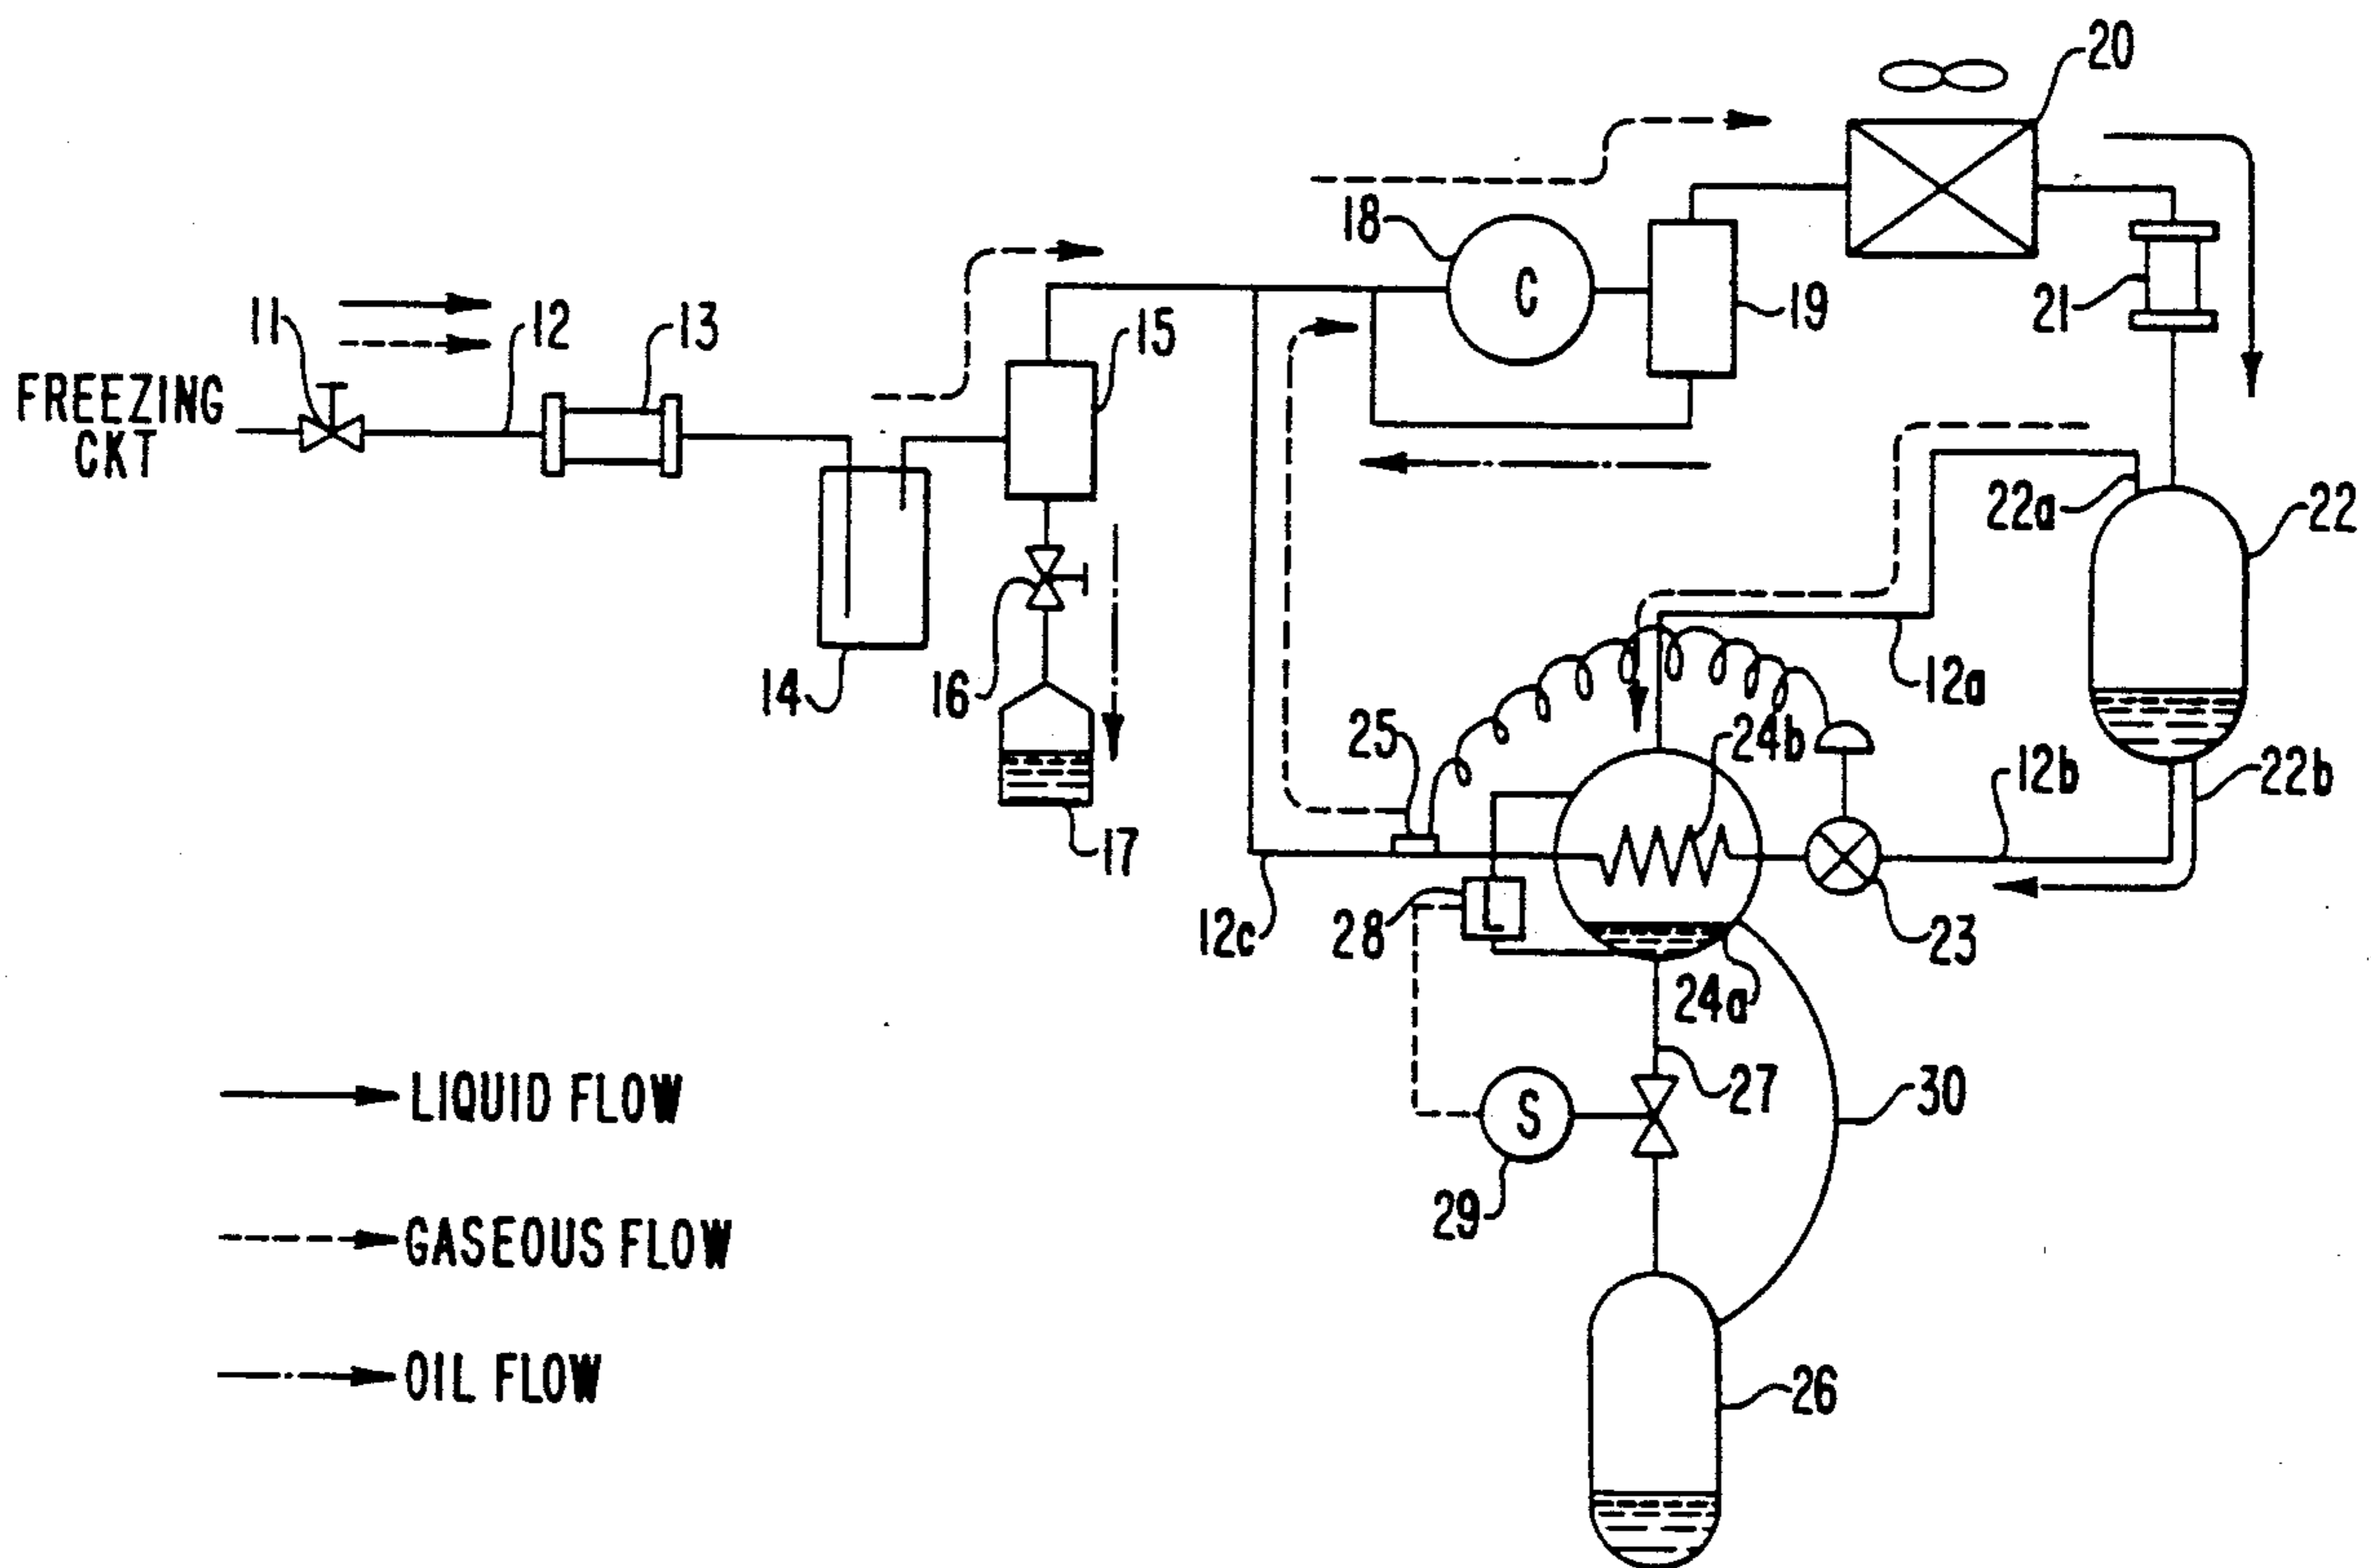 20
18
C
19
21
11
12
13
15
FREEZING
CKT
22a
22
14
16
12a
25
24b
12b
22b
17
12c
28
23
24a
L
LIQUID FLOW
27
30
S
29
GASEOUS FLOW
OIL FLOW
26